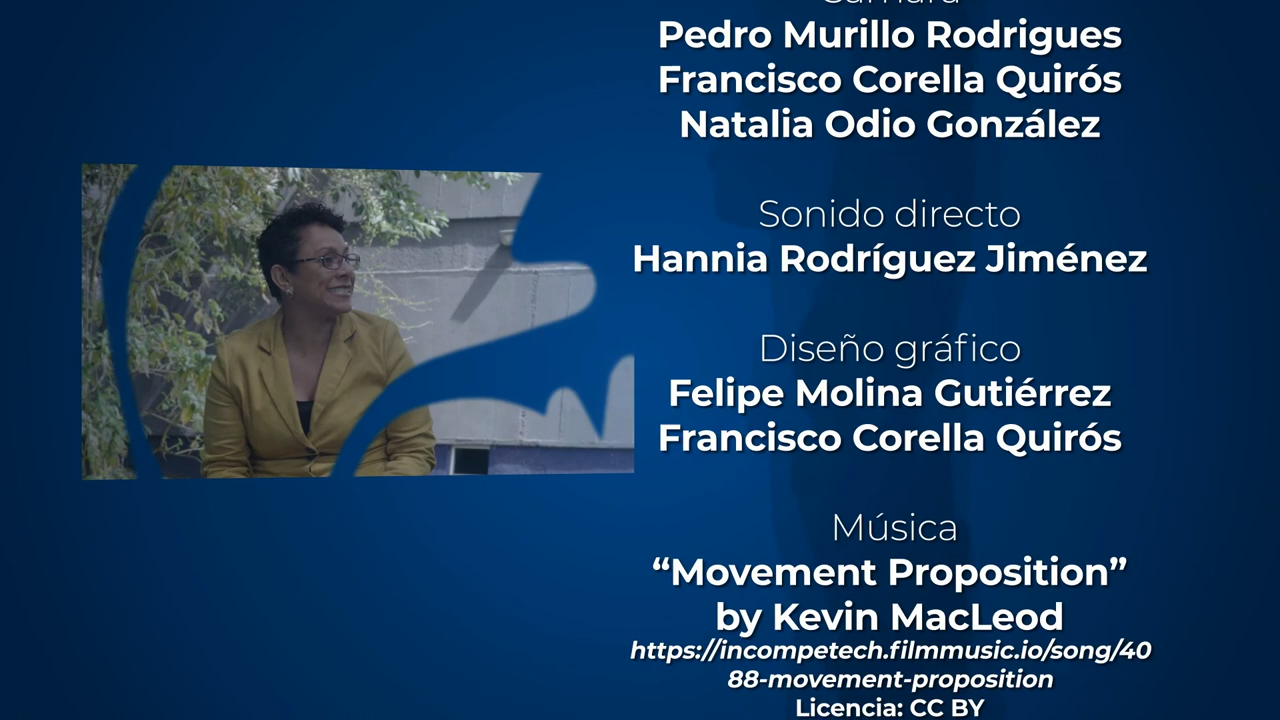 Pedro Murillo Rodrigues
Francisco Corella Quirós
Natalia Odio González
Sonido directo
Hannia Rodríguez Jiménez
Diseño gráfico
Felipe Molina Gutiérrez
Francisco Corella Quirós
Música
“Movement Proposition”
by Kevin MacLeod
https://incompetech.filmmusic.io/song/40
88-movement-proposition
Licencia: CC BY